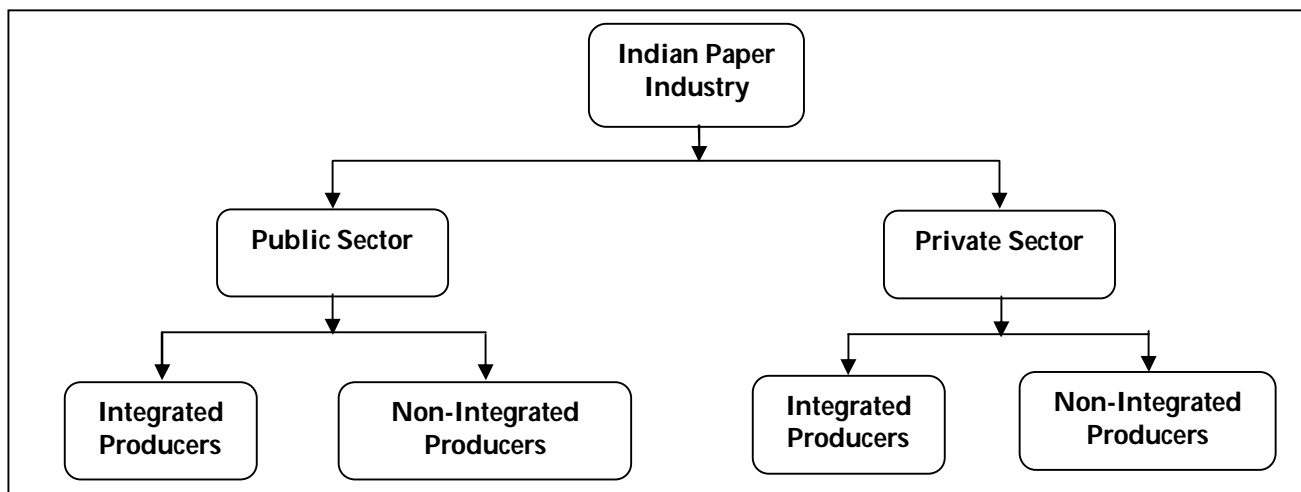 Indian Paper
Industry
Public Sector
Private Sector
Integrated
Producers
Non-Integrated
Producers
Integrated
Producers
Non-Integrated
Producers